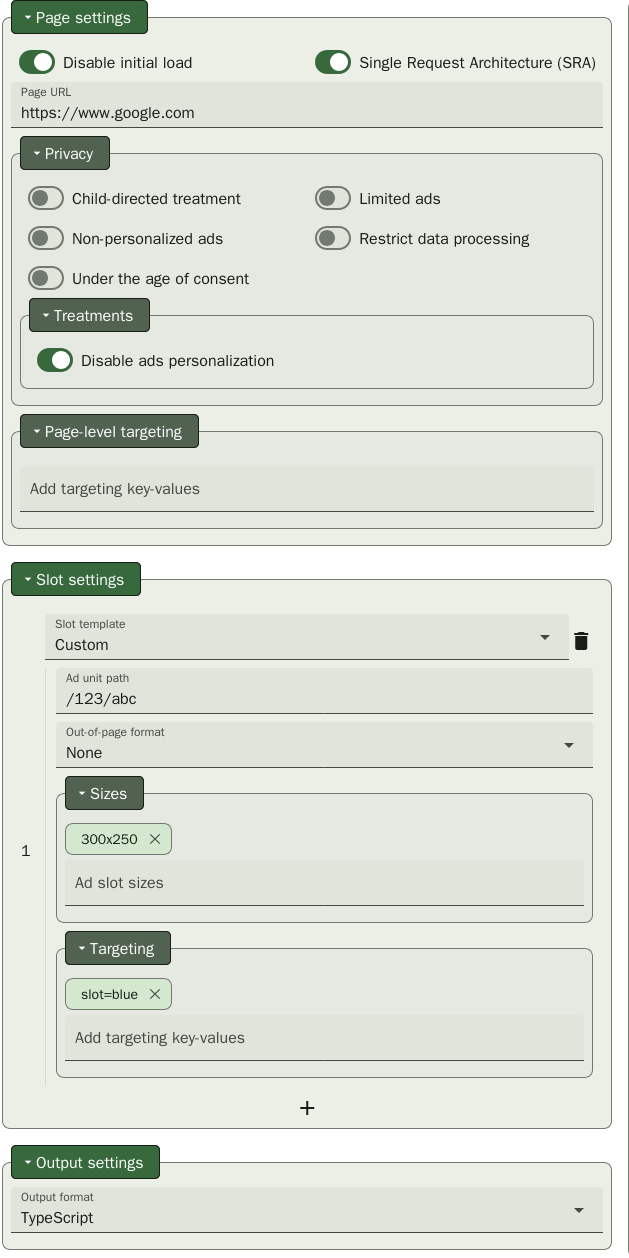 Page settings
Disable initial load Single Request Architecture (SRA)
Page URL
https://www.google.com
Privacy
Child-directed treatment Limited ads
Non-personalized ads Restrict data processing
Under the age of consent
Treatments
Disable ads personalization
Page-level targeting
Add targeting key-values
Slot settings
Slot template
Custom
Ad unit path
/123/abc
Out-of-page format
None
Sizes
300x250
1
Ad slot sizes
Targeting
slot=blue
Add targeting key-values
+
Output settings
Output format
TypeScript